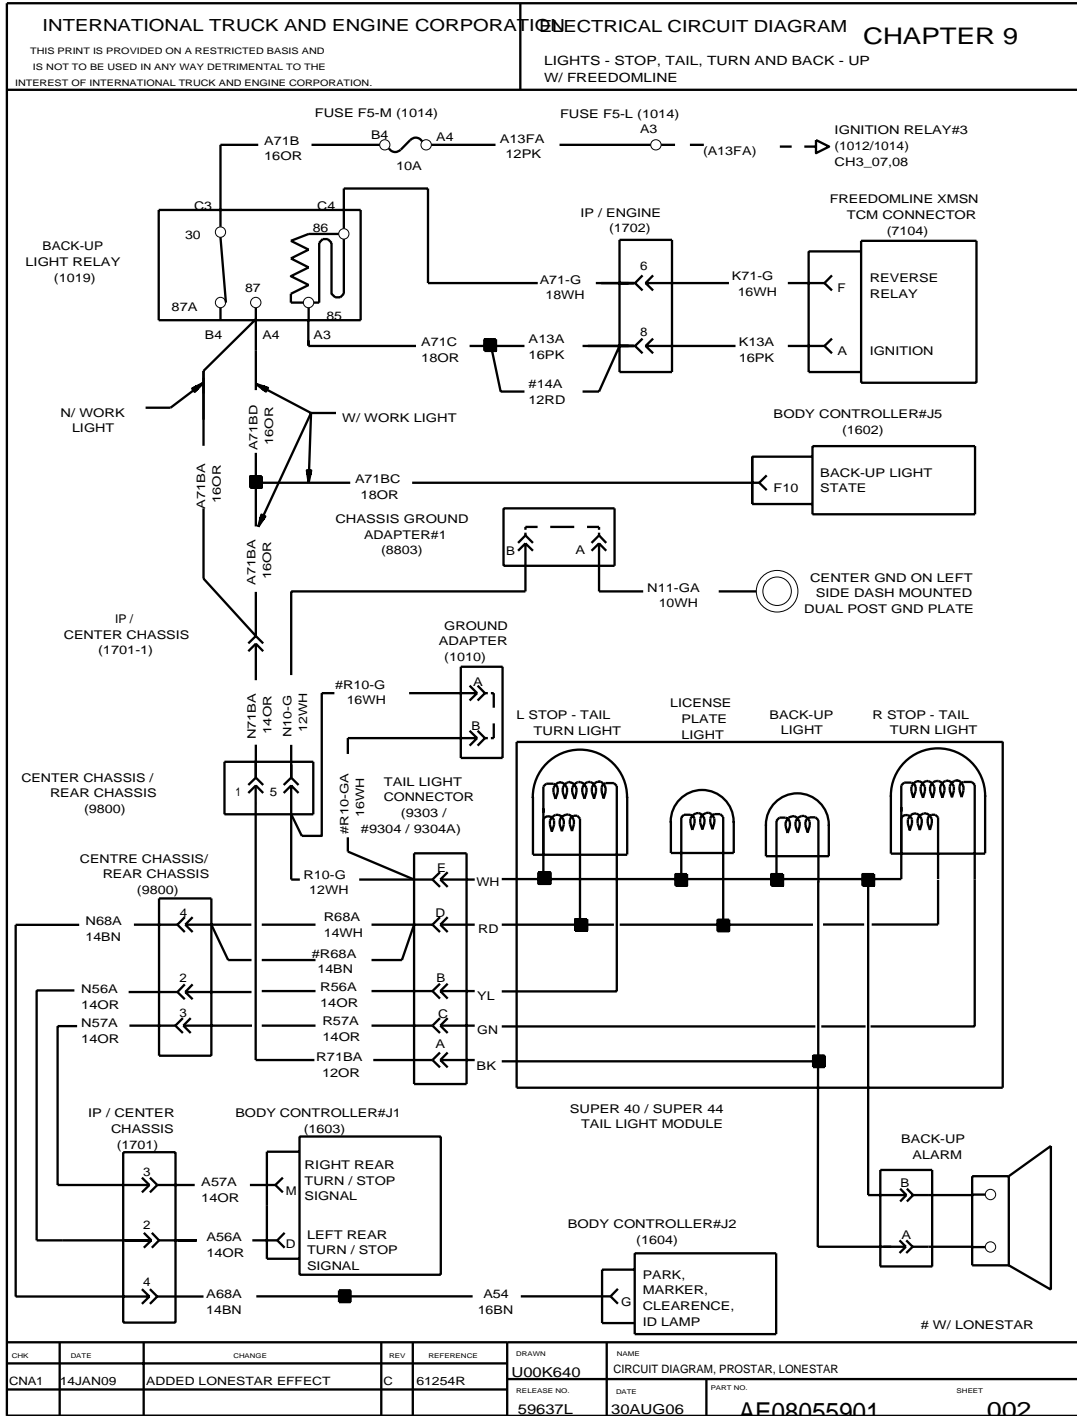 INTERNATIONAL TRUCK AND ENGINE CORPORATION
THIS PRINT IS PROVIDED ON A RESTRICTED BASIS AND
IS NOT TO BE USED IN ANY WAY DETRIMENTAL TO THE
INTEREST OF INTERNATIONAL TRUCK AND ENGINE CORPORATION.
ELECTRICAL CIRCUIT DIAGRAM
CHAPTER 9
LIGHTS - STOP, TAIL, TURN AND BACK - UP
W/ FREEDOMLINE
FUSE F5-M (1014)
FUSE F5-L (1014)
A71B
16OR
B4
A4
10A
A13FA
12PK
A3
(A13FA)
IGNITION RELAY#3
(1012/1014)
CH3_07,08
C3
C4
30
86
87
87A
85
B4
A4
A3
BACK-UP
LIGHT RELAY
(1019)
IP / ENGINE
(1702)
FREEDOMLINE XMSN
TCM CONNECTOR
(7104)
A71-G
18WH
6
K71-G
16WH
F
REVERSE
RELAY
A71C
18OR
A13A
16PK
8
K13A
16PK
A
IGNITION
#14A
12RD
N/ WORK
LIGHT
W/ WORK LIGHT
A71BD
16OR
A71BA
16OR
A71BC
18OR
BODY CONTROLLER#J5
(1602)
F10
BACK-UP LIGHT
STATE
CHASSIS GROUND
ADAPTER#1
(8803)
B
A
A71BA
16OR
N11-GA
10WH
CENTER GND ON LEFT
SIDE DASH MOUNTED
DUAL POST GND PLATE
IP /
CENTER CHASSIS
(1701-1)
GROUND
ADAPTER
(1010)
A
B
#R10-G
16WH
N71BA
14OR
N10-G
12WH
#R10-GA
16WH
L STOP - TAIL
TURN LIGHT
LICENSE
PLATE
LIGHT
BACK-UP
LIGHT
R STOP - TAIL
TURN LIGHT
CENTER CHASSIS /
REAR CHASSIS
(9800)
1
5
TAIL LIGHT
CONNECTOR
(9303 /
#9304 / 9304A)
CENTRE CHASSIS/
REAR CHASSIS
(9800)
R10-G
12WH
E
WH
N68A
14BN
4
R68A
14WH
D
RD
#R68A
14BN
N56A
14OR
2
R56A
14OR
B
YL
N57A
14OR
3
R57A
14OR
C
GN
R71BA
12OR
A
BK
SUPER 40 / SUPER 44
TAIL LIGHT MODULE
IP / CENTER
CHASSIS
(1701)
BODY CONTROLLER#J1
(1603)
3
A57A
14OR
M
RIGHT REAR
TURN / STOP
SIGNAL
2
A56A
14OR
D
LEFT REAR
TURN / STOP
SIGNAL
4
A68A
14BN
A54
16BN
BODY CONTROLLER#J2
(1604)
G
PARK,
MARKER,
CLEARENCE,
ID LAMP
BACK-UP
ALARM
B
A
# W/ LONESTAR
CHK DATE CHANGE REV REFERENCE
CNA1 14JAN09 ADDED LONESTAR EFFECT C 61254R
DRAWN
U00K640
NAME
CIRCUIT DIAGRAM, PROSTAR, LONESTAR
RELEASE NO.
59637L
DATE
30AUG06
PART NO.
AE08055901
SHEET
002